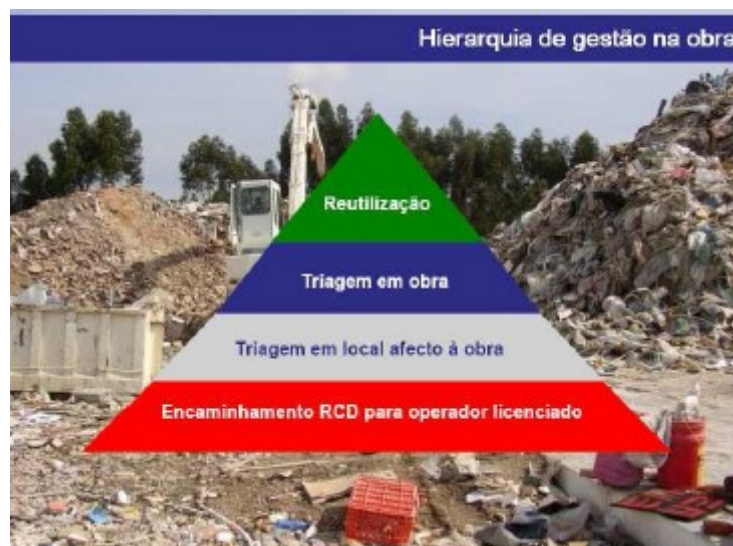 Hierarquia de gestão na obra
Reutilização
Triagem em obra
Triagem em local afecto à obra
Encaminhamento RCD para operador licenciado